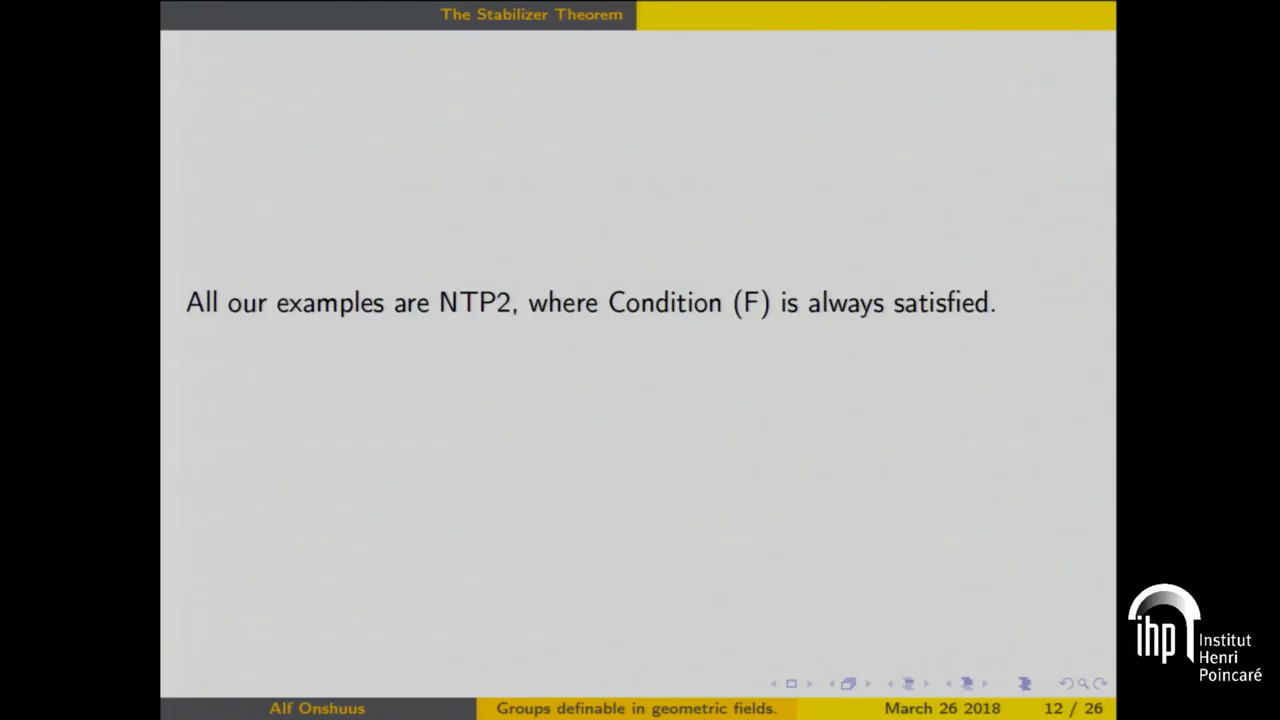 The Stabilizer Theorem
All our examples are NTP2, where Condition (F) is always satisfied.
ihp Institut
Henri
Poincaré
Alf Onshuus
Groups definable in geometric fields.
March 26 2018
12 / 26